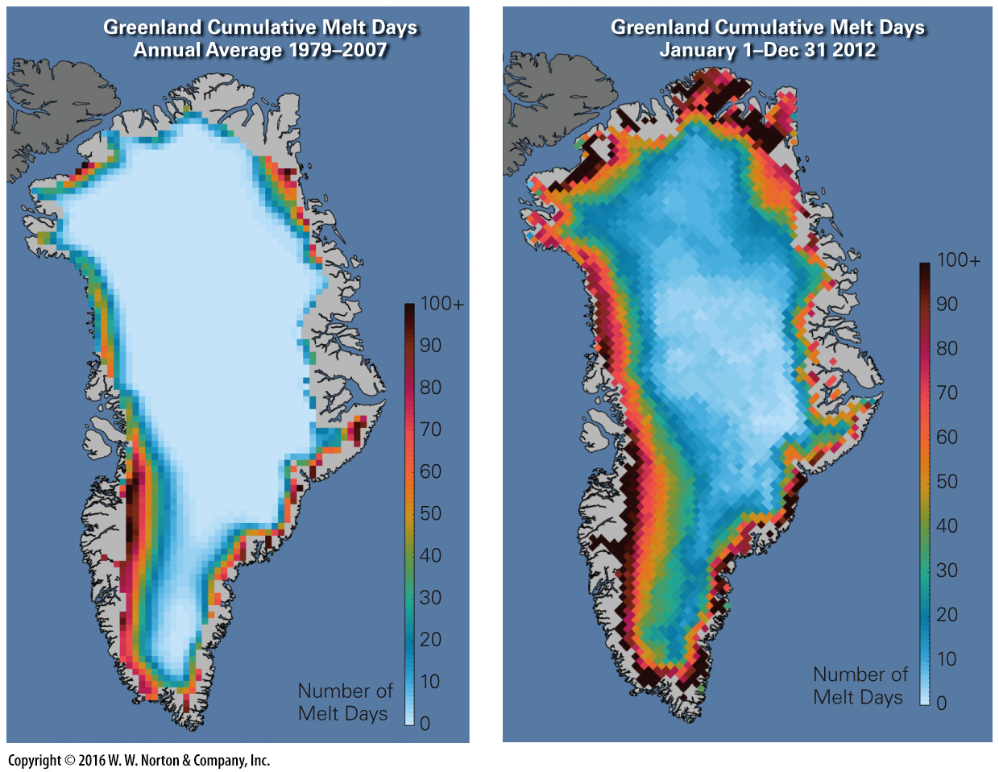 Greenland Cumulative Melt Days
Annual Average 1979–2007
100+
90
80
70
60
50
40
30
20
10
0
Number of
Melt Days
Greenland Cumulative Melt Days
January 1–Dec 31 2012
100+
90
80
70
60
50
40
30
20
10
0
Number of
Melt Days
Copyright © 2016 W. W. Norton & Company, Inc.